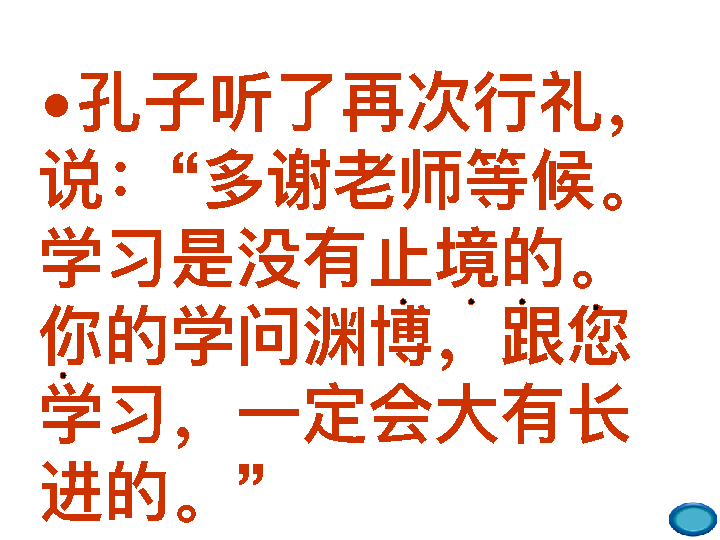 •孔子听了再次行礼，
说：“多谢老师等候。
学习是没有止境的。
你的学问渊博，跟您
学习，一定会大有长
进的。”